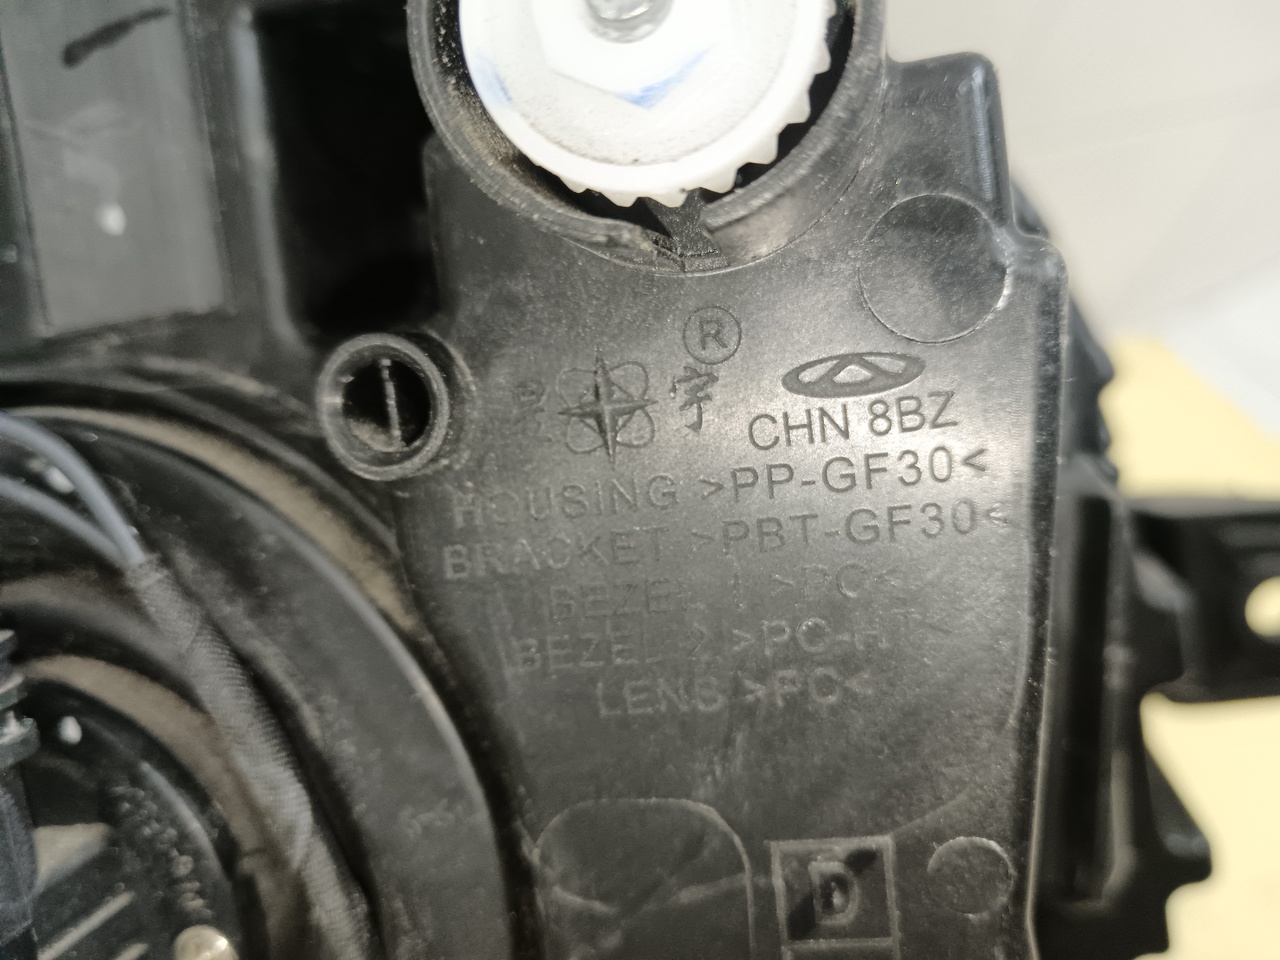 ®
宇
CHN 8BZ
HOUSING >PP-GF30<
BRACKET >PBT-GF30<
BEZEL 1 >PC<
BEZEL 2 >PC-HT<
LENS >PC<
D